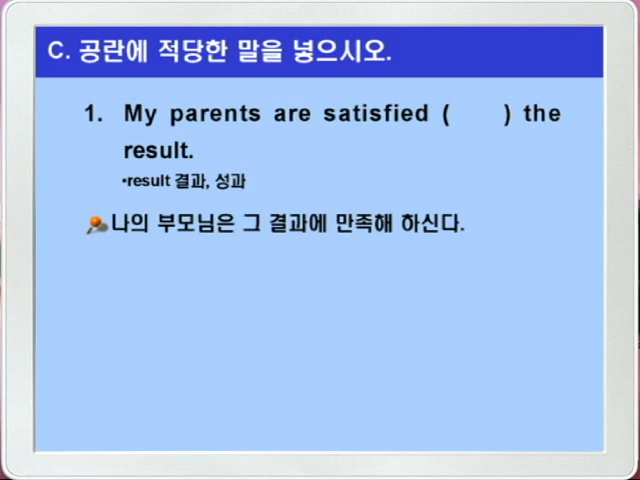 C. 공란에 적당한 말을 넣으시오.
1. My parents are satisfied ( ) the
result.
•result 결과, 성과
나의 부모님은 그 결과에 만족해 하신다.